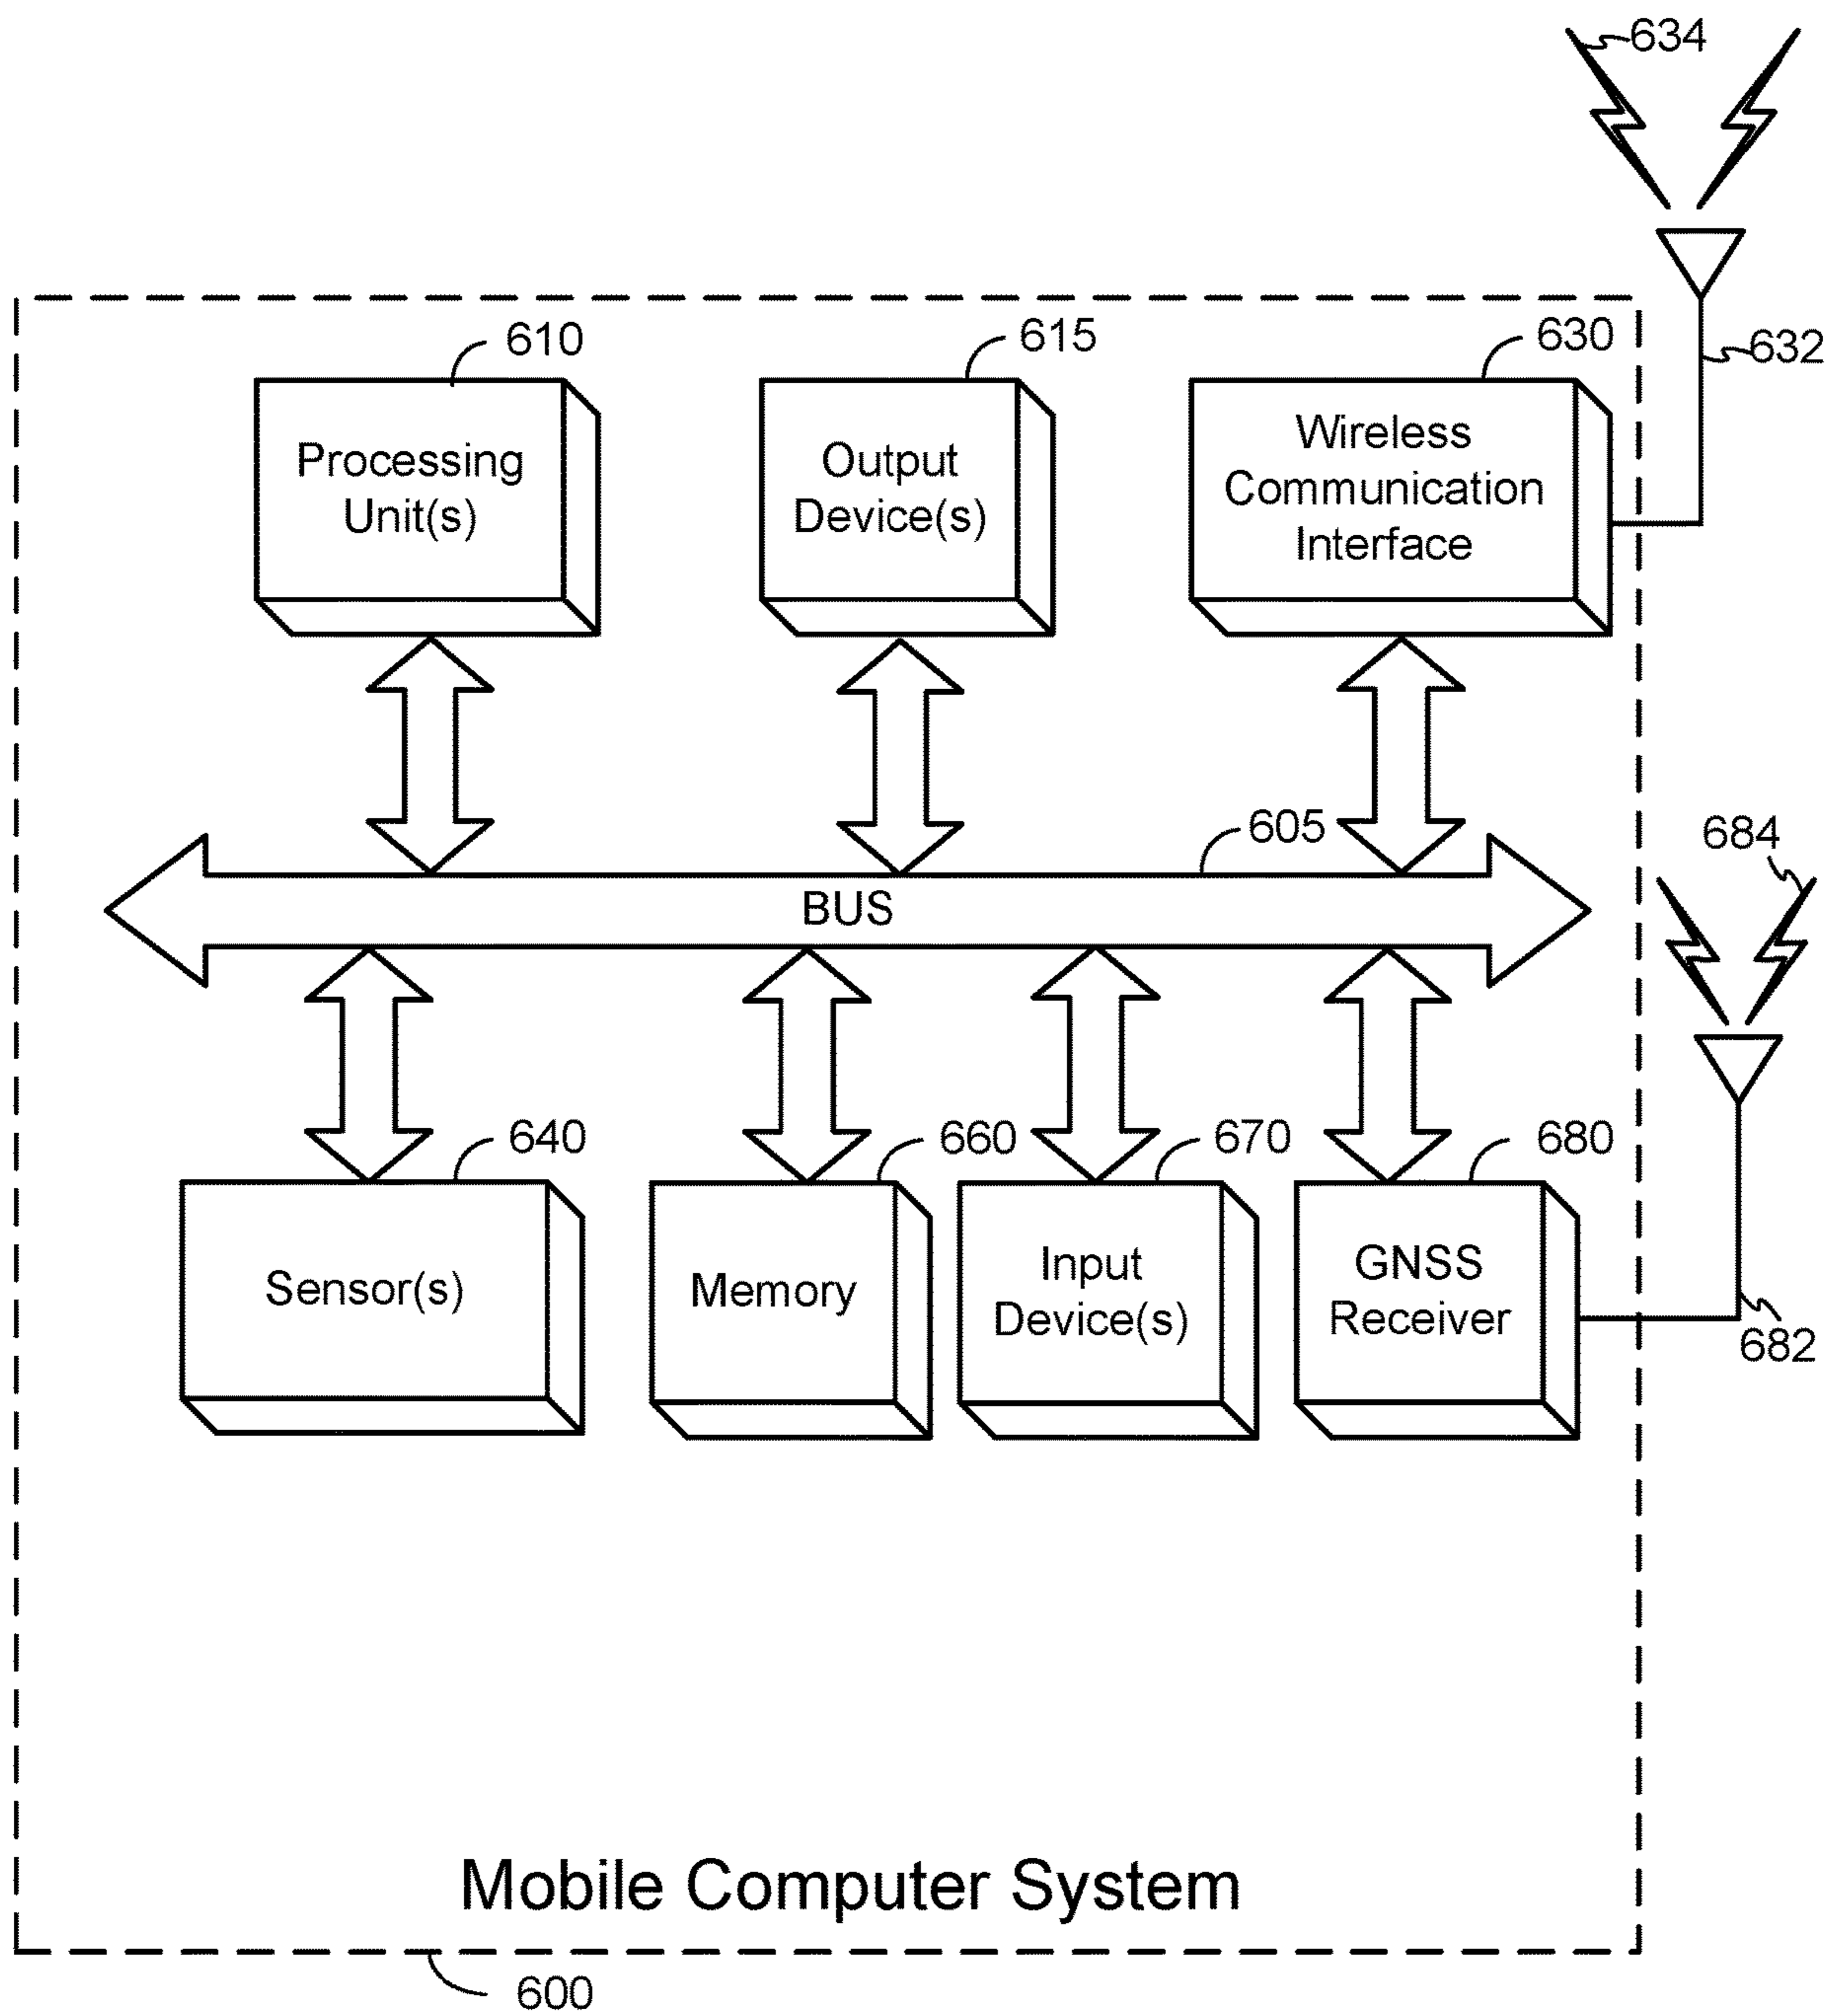 634
610
615
630
632
Processing
Unit(s)
Output
Device(s)
Wireless
Communication
Interface
605
684
BUS
640
660
670
680
Sensor(s)
Memory
Input
Device(s)
GNSS
Receiver
682
Mobile Computer System
600